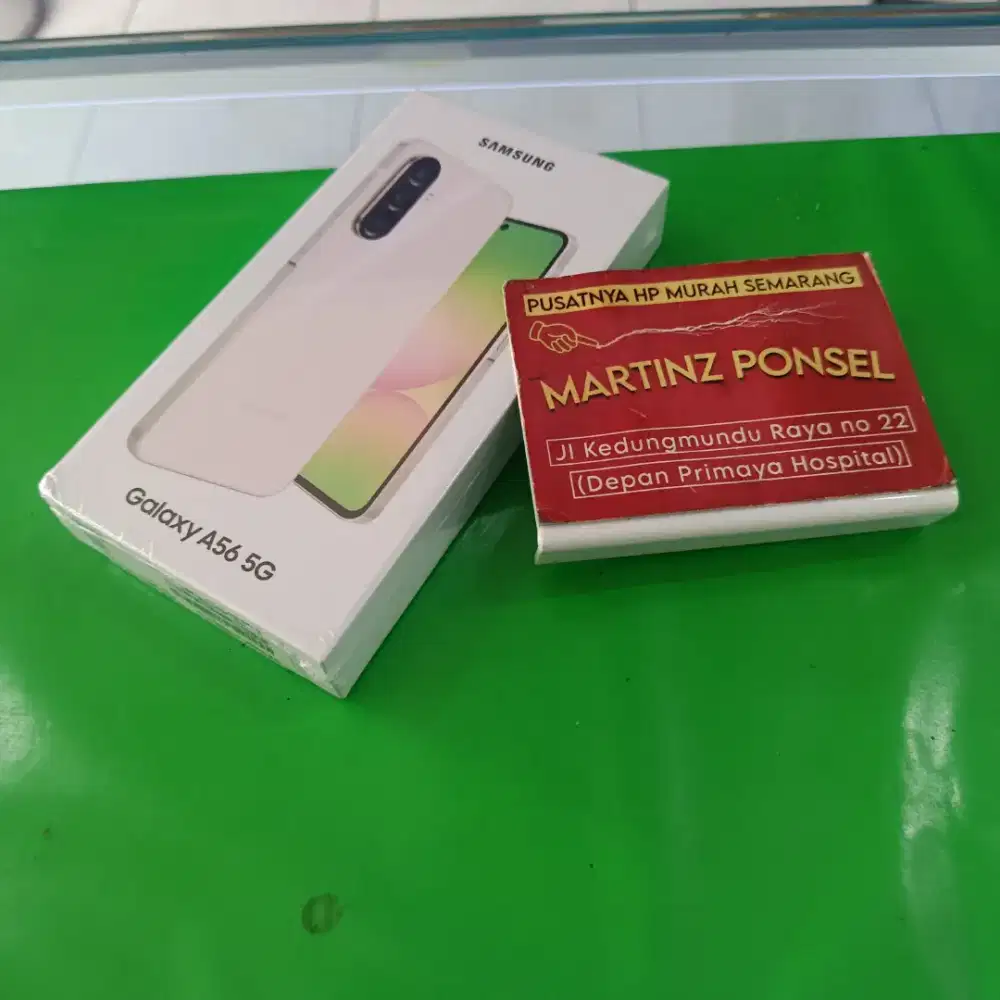 SAMSUNG
Galaxy A56 5G
PUSATNYA HP MURAH SEMARANG
MARTINZ PONSEL
Jl Kedungmundu Raya no 22
(Depan Primaya Hospital)